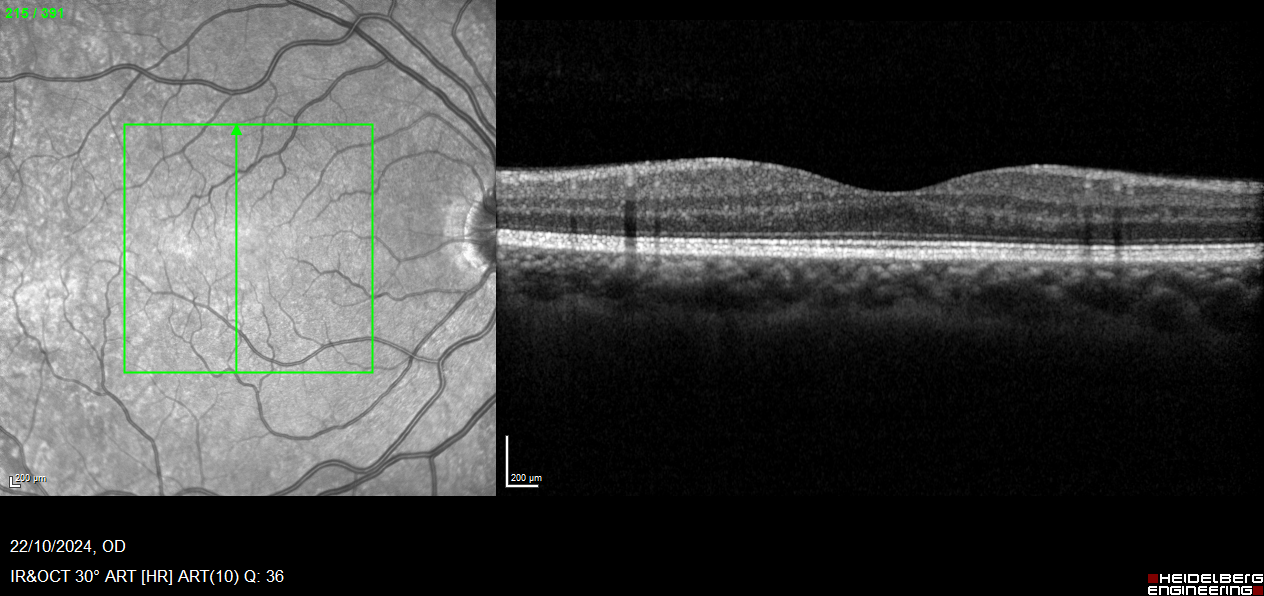 215 / 091
200 µm
200 µm
22/10/2024, OD
IR&OCT 30° ART [HR] ART(10) Q: 36
HEIDELBERG
ENGINEERING